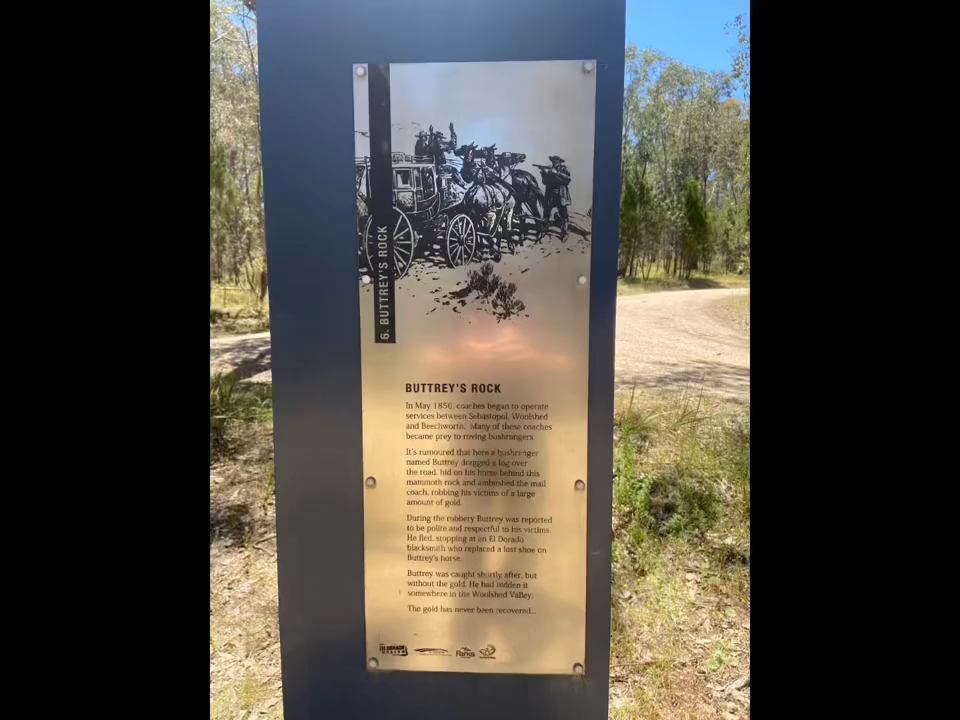 6. BUTTREY'S ROCK
BUTTREY'S ROCK
In May 1856, coaches began to operate
services between Sebastopol, Woolshed
and Beechworth. Many of these coaches
became prey to roving bushrangers.
It's rumoured that here a bushranger
named Buttrey dragged a log over
the road, hid on his horse behind this
mammoth rock and ambushed the mail
coach, robbing his victims of a large
amount of gold.
During the robbery Buttrey was reported
to be polite and respectful to his victims.
He fled, stopping at an El Dorado
blacksmith who replaced a lost shoe on
Buttrey's horse.
Buttrey was caught shortly after, but
without the gold. He had hidden it
somewhere in the Woolshed Valley.
The gold has never been recovered...
Parks